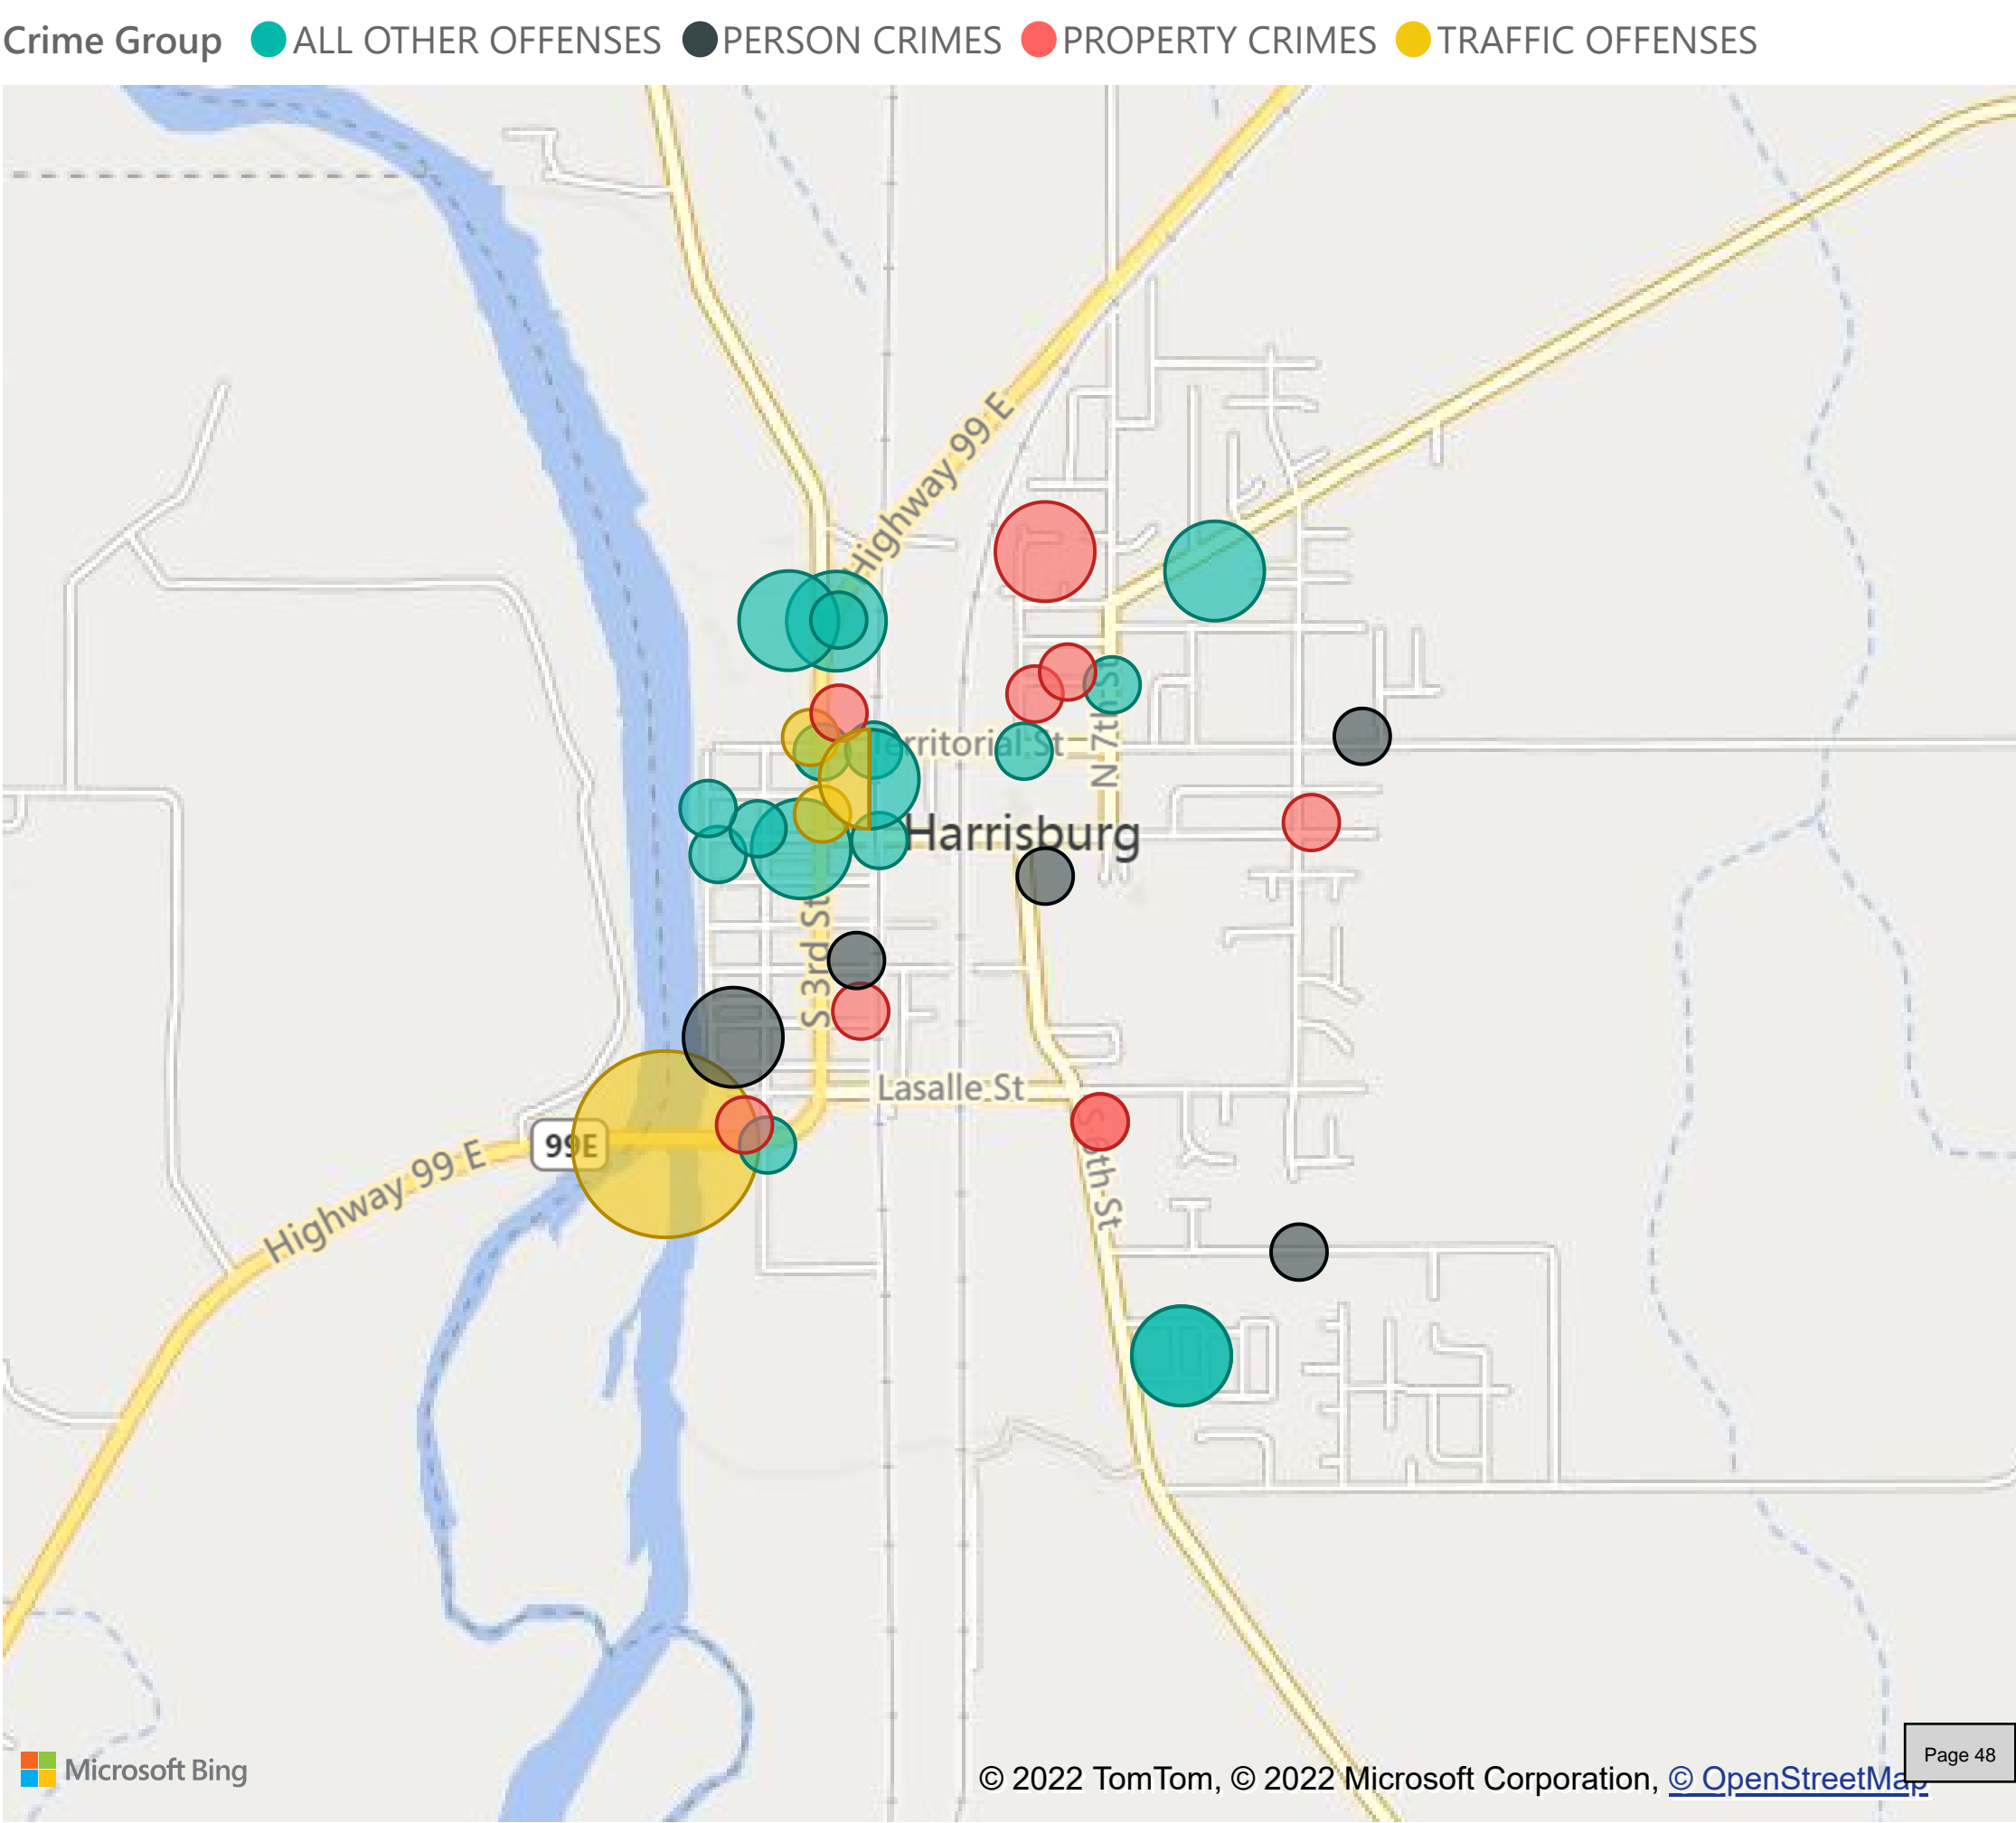 Crime Group ALL OTHER OFFENSES PERSON CRIMES PROPERTY CRIMES TRAFFIC OFFENSES
Highway 99 E
Territorial St
N 7th St
Harrisburg
S 3rd St
Lasalle St
99E
Highway 99 E
S 6th St
Microsoft Bing
© 2022 TomTom, © 2022 Microsoft Corporation, © OpenStreetMap
Page 48